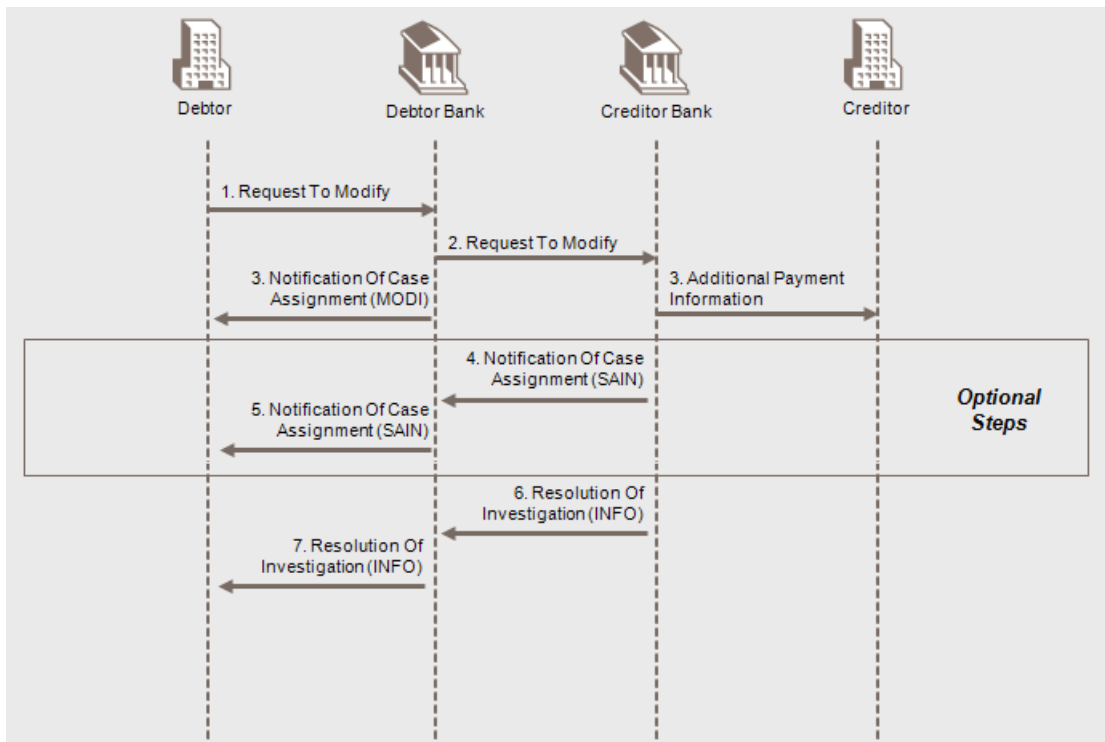 Debtor
Debtor Bank
Creditor Bank
Creditor
1. Request To Modify
2. Request To Modify
3. Notification Of Case
Assignment (MODI)
3. Additional Payment
Information
4. Notification Of Case
Assignment (SAIN)
5. Notification Of Case
Assignment (SAIN)
Optional
Steps
6. Resolution Of
Investigation (INFO)
7. Resolution Of
Investigation (INFO)